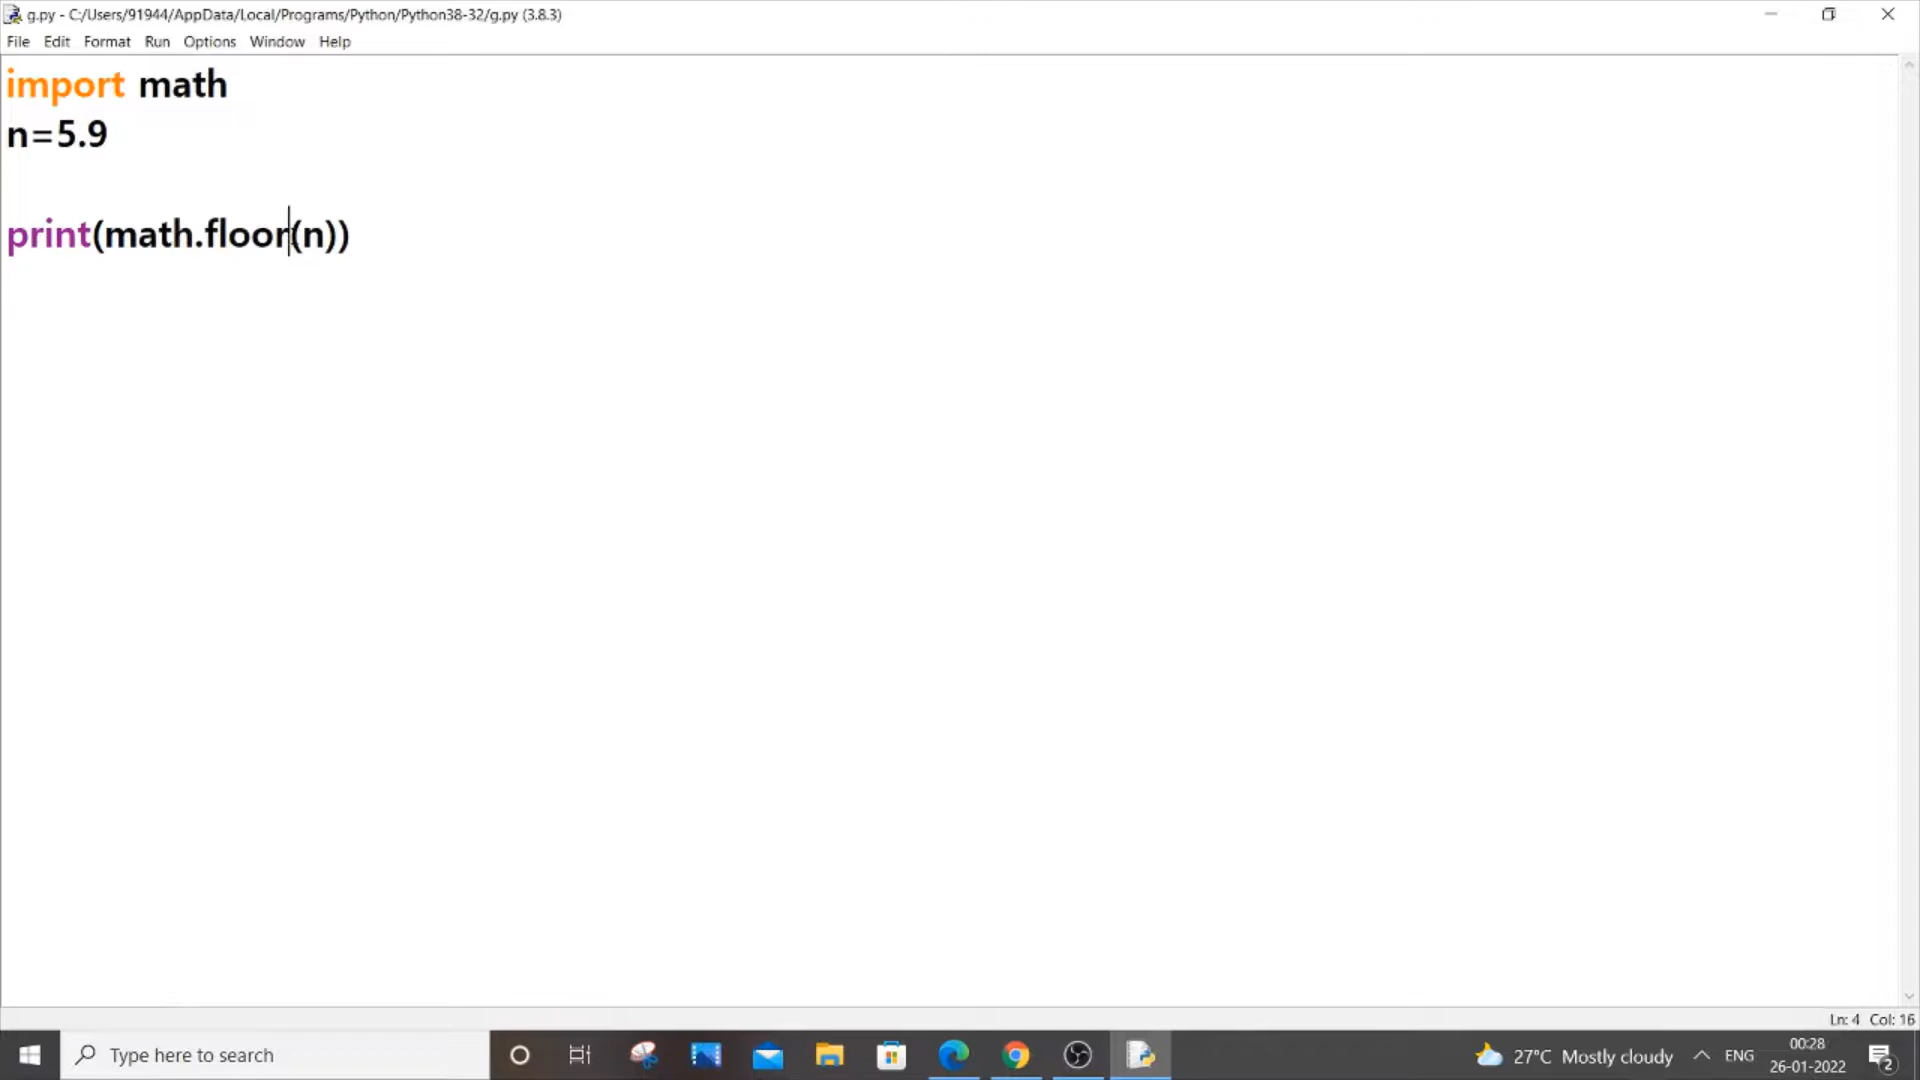 g.py - C:/Users/91944/AppData/Local/Programs/Python/Python38-32/g.py (3.8.3)
File Edit Format Run Options Window Help
import math
n=5.9
print(math.floor(n))
Ln: 4 Col: 16
Type here to search
27°C Mostly cloudy
ENG
00:28
26-01-2022
2